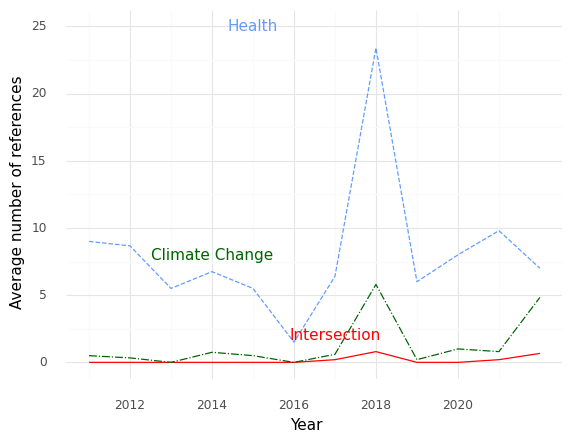 Health
25
20
15
10
5
0
Climate Change
Intersection
Average number of references
2012 2014 2016 2018 2020
Year